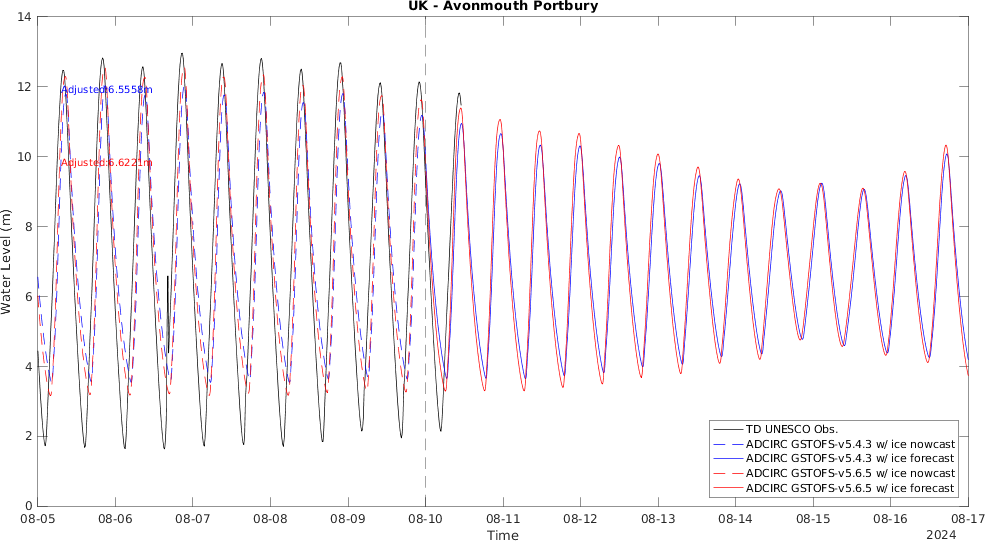 UK - Avonmouth Portbury
14
12
10
8
6
4
2
0
Water Level (m)
Adjusted:6.5558m
Adjusted:6.6221m
TD UNESCO Obs.
ADCIRC GSTOFS-v5.4.3 w/ ice nowcast
ADCIRC GSTOFS-v5.4.3 w/ ice forecast
ADCIRC GSTOFS-v5.6.5 w/ ice nowcast
ADCIRC GSTOFS-v5.6.5 w/ ice forecast
08-05 08-06 08-07 08-08 08-09 08-10 08-11 08-12 08-13 08-14 08-15 08-16 08-17
Time
2024